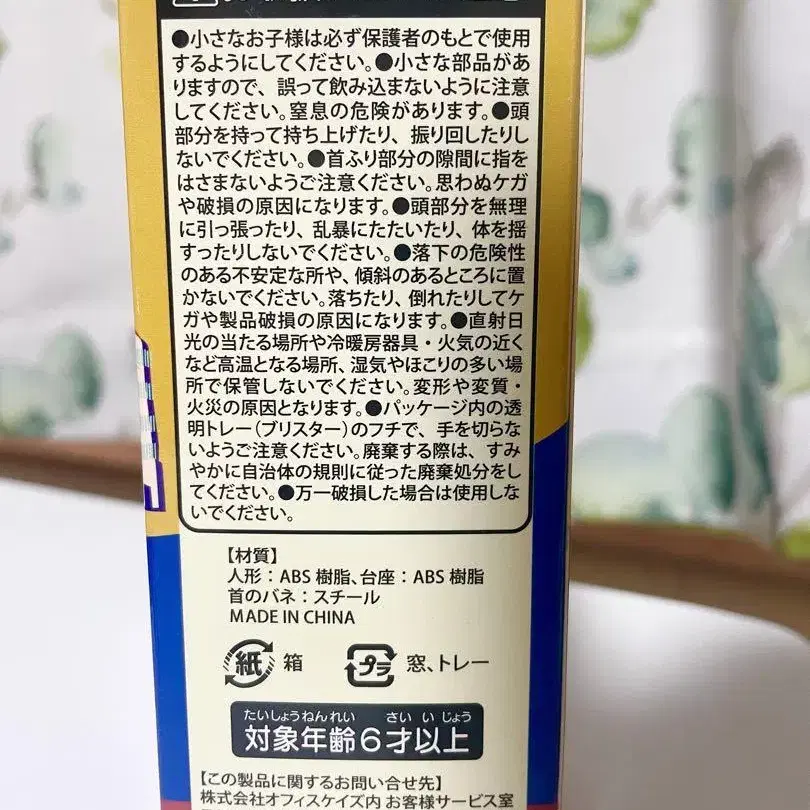 ●小さなお子様は必ず保護者のもとで使用
するようにしてください。●小さな部品があ
りますので、誤って飲み込まないように注意
してください。窒息の危険があります。●頭
部分を持って持ち上げたり、振り回したりし
ないでください。●首ふり部分の隙間に指を
はさまないようご注意ください。思わぬケガ
や破損の原因になります。●頭部分を無理
に引っ張ったり、乱暴にたたいたり、体を揺
すったりしないでください。●落下の危険性
のある不安定な所や、傾斜のあるところに置
かないでください。落ちたり、倒れたりしてケ
ガや製品破損の原因になります。●直射日
光の当たる場所や冷暖房器具・火気の近く
など高温となる場所、湿気やほこりの多い場
所で保管しないでください。変形や変質・
火災の原因となります。●パッケージ内の透
明トレー(ブリスター)のフチで、手を切らな
いようご注意ください。廃棄する際は、すみ
やかに自治体の規則に従った廃棄処分をし
てください。●万一破損した場合は使用しな
いでください。
【材質】
人形：ABS 樹脂、台座：ABS 樹脂
首のバネ：スチール
MADE IN CHINA
紙 箱 プラ 窓、トレー
たいしょうねんれい さい いじょう
対象年齢6才以上
【この製品に関するお問い合せ先】
株式会社オフィスケイズ内 お客様サービス室